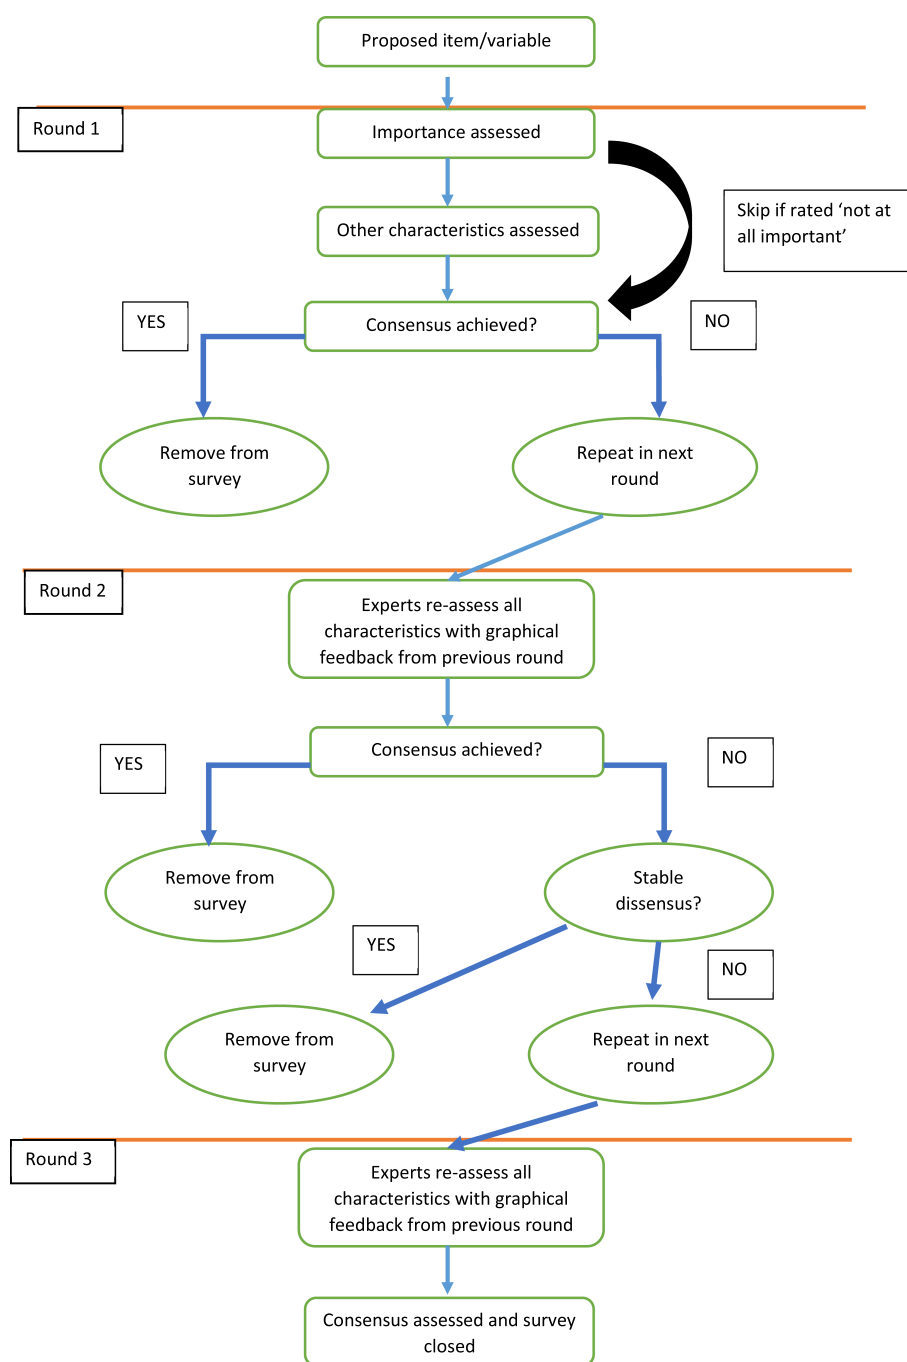 Proposed item/variable
Round 1
Importance assessed
Skip if rated ‘not at
all important’
Other characteristics assessed
YES
Consensus achieved?
NO
Remove from
survey
Repeat in next
round
Round 2
Experts re-assess all
characteristics with graphical
feedback from previous round
YES
Consensus achieved?
NO
Remove from
survey
Stable
dissensus?
YES
NO
Remove from
survey
Repeat in next
round
Round 3
Experts re-assess all
characteristics with graphical
feedback from previous round
Consensus assessed and survey
closed